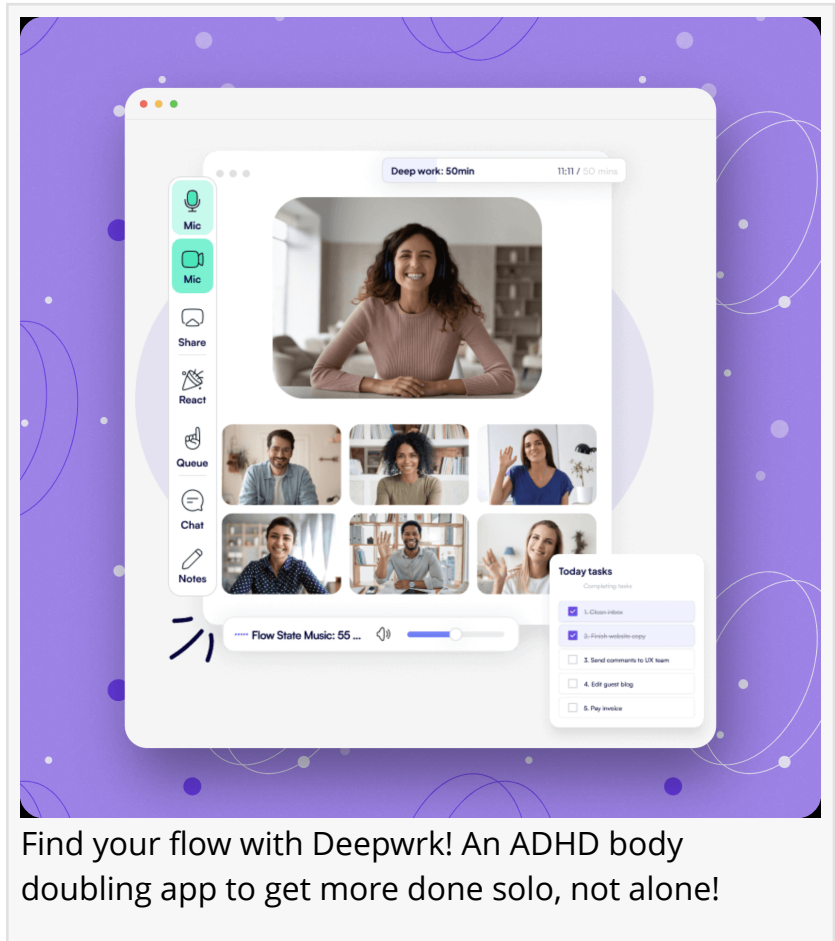 Deep work: 50min 11:11 / 50 mins
Mic
Mic
Share
React
Queue
Chat
Notes
Flow State Music: 55 ...
Today tasks
Completing tasks
1. Clean inbox
2. Finish website copy
3. Send comments to UX team
4. Edit guest blog
5. Pay invoice
Find your flow with Deepwrk! An ADHD body
doubling app to get more done solo, not alone!